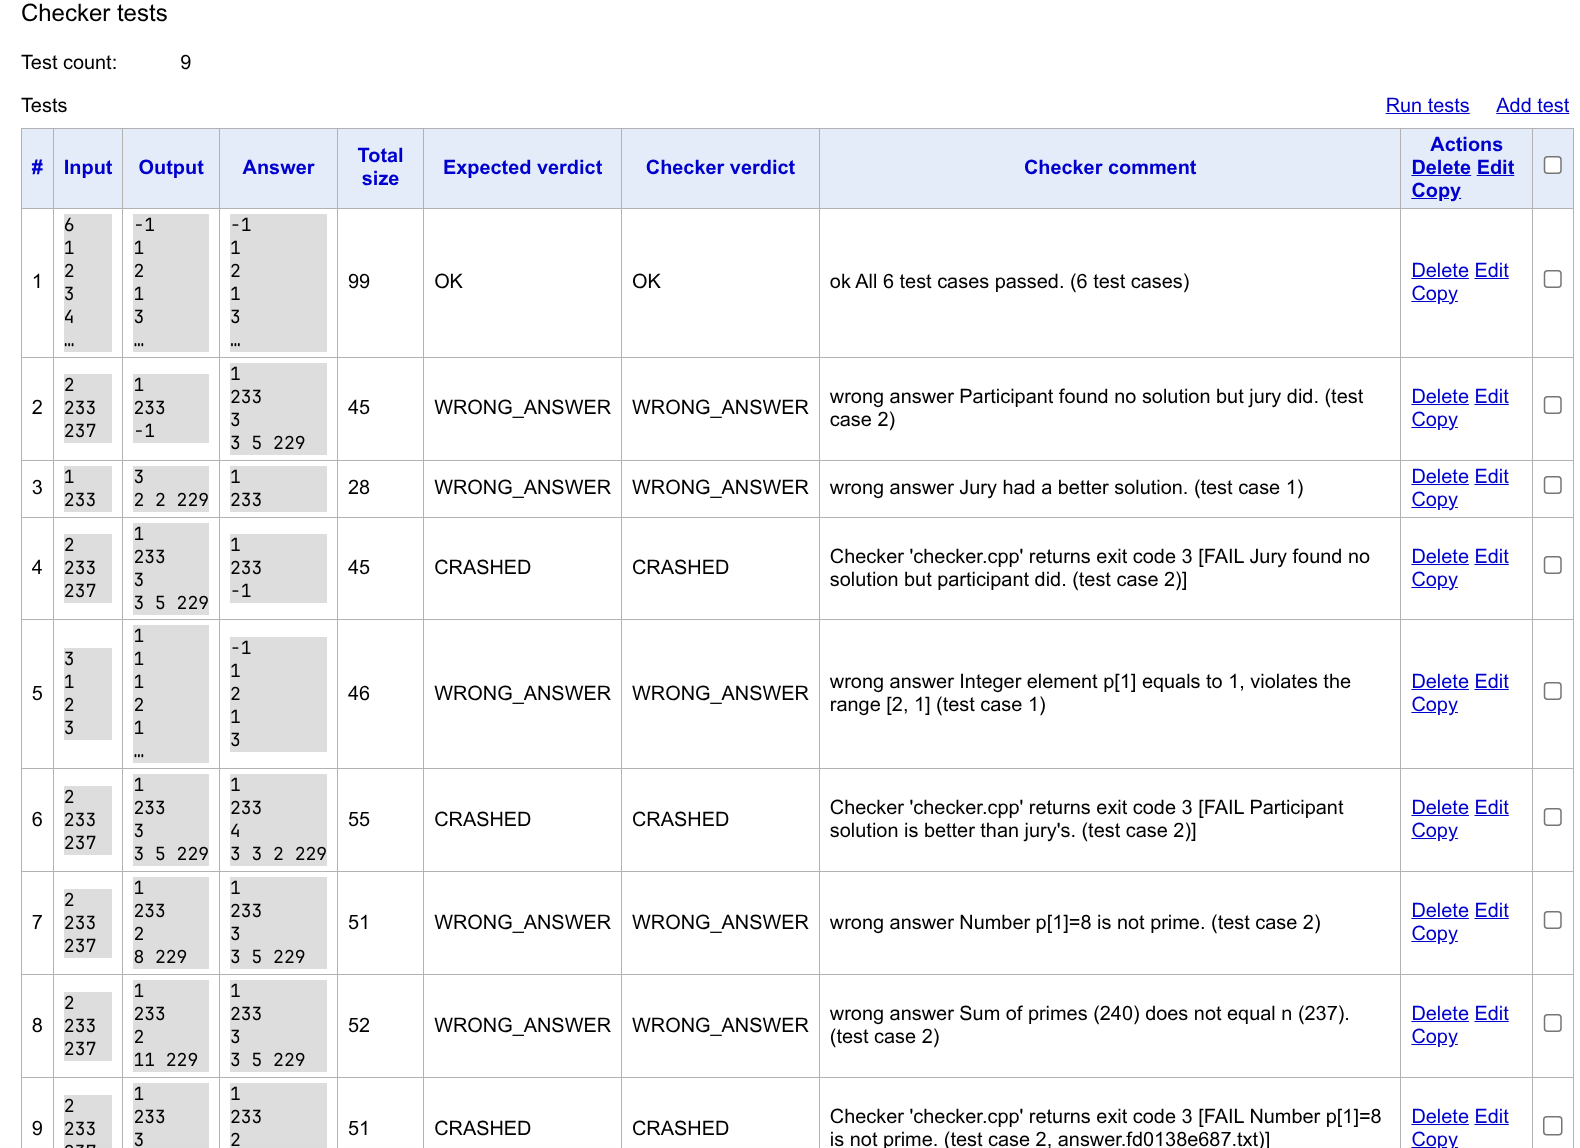 Checker tests
Test count: 9
Tests
Run tests Add test
# Input Output Answer Total size Expected verdict Checker verdict Checker comment Actions Delete Edit Copy
1
6
1
2
3
4
…
-1
1
2
1
3
…
-1
1
2
1
3
…
99
OK
OK
ok All 6 test cases passed. (6 test cases)
Delete Edit
Copy
2
2
233
237
1
233
-1
1
233
3
3 5 229
45
WRONG_ANSWER
WRONG_ANSWER
wrong answer Participant found no solution but jury did. (test
case 2)
Delete Edit
Copy
3
1
233
3
2 2 229
1
233
28
WRONG_ANSWER
WRONG_ANSWER
wrong answer Jury had a better solution. (test case 1)
Delete Edit
Copy
4
2
233
237
1
233
3
3 5 229
1
233
-1
45
CRASHED
CRASHED
Checker 'checker.cpp' returns exit code 3 [FAIL Jury found no
solution but participant did. (test case 2)]
Delete Edit
Copy
5
3
1
2
3
1
1
1
2
1
…
-1
1
2
1
3
46
WRONG_ANSWER
WRONG_ANSWER
wrong answer Integer element p[1] equals to 1, violates the
range [2, 1] (test case 1)
Delete Edit
Copy
6
2
233
237
1
233
3
3 5 229
1
233
4
3 3 2 229
55
CRASHED
CRASHED
Checker 'checker.cpp' returns exit code 3 [FAIL Participant
solution is better than jury's. (test case 2)]
Delete Edit
Copy
7
2
233
237
1
233
2
8 229
1
233
3
3 5 229
51
WRONG_ANSWER
WRONG_ANSWER
wrong answer Number p[1]=8 is not prime. (test case 2)
Delete Edit
Copy
8
2
233
237
1
233
2
11 229
1
233
3
3 5 229
52
WRONG_ANSWER
WRONG_ANSWER
wrong answer Sum of primes (240) does not equal n (237).
(test case 2)
Delete Edit
Copy
9
2
233
237
1
233
3
1
233
2
51
CRASHED
CRASHED
Checker 'checker.cpp' returns exit code 3 [FAIL Number p[1]=8
is not prime. (test case 2, answer.fd0138e687.txt)]
Delete Edit
Copy